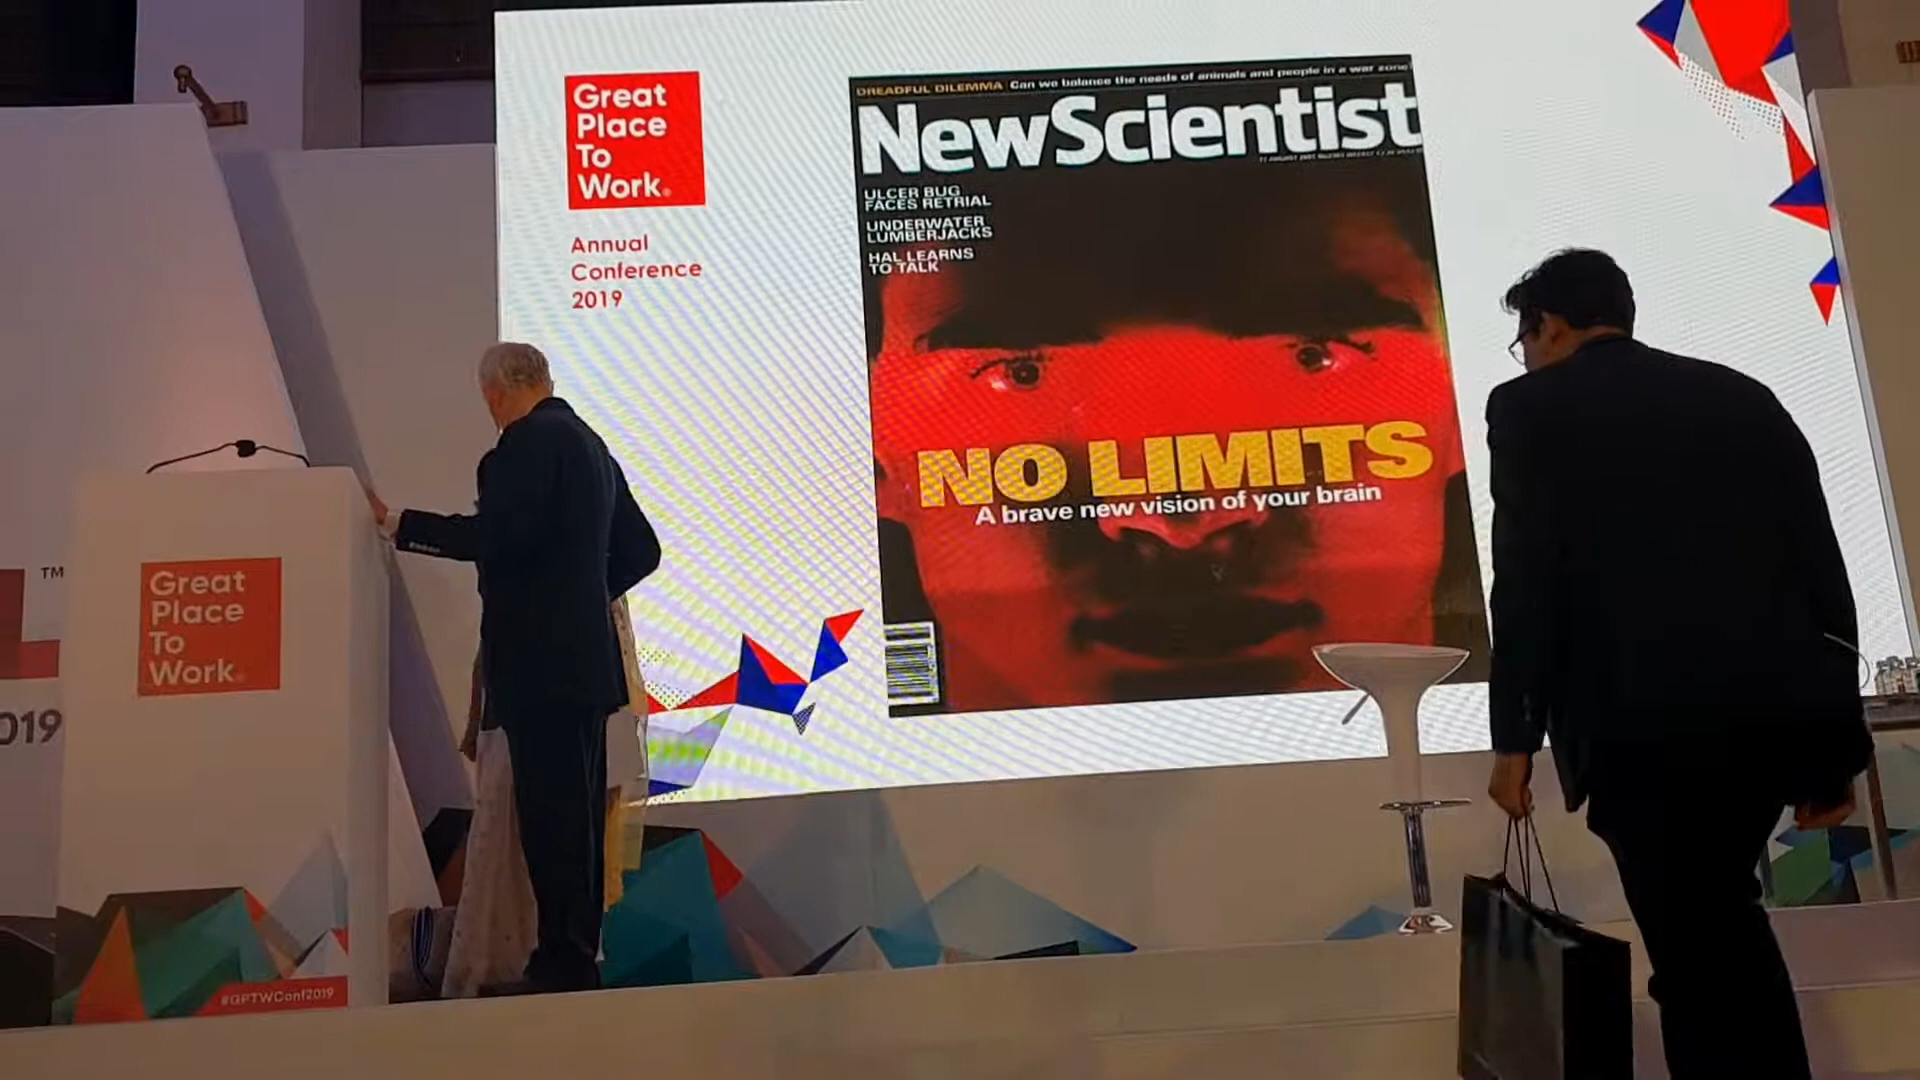 Great
Place
To
Work®
Annual
Conference
2019
DREADFUL DILEMMA Can we balance the needs of animals and people in a war zone
NewScientist
ULCER BUG
FACES RETRIAL
UNDERWATER
LUMBERJACKS
HAL LEARNS
TO TALK
NO LIMITS
A brave new vision of your brain
TM
019
Great
Place
To
Work®
#GPTWConf2019